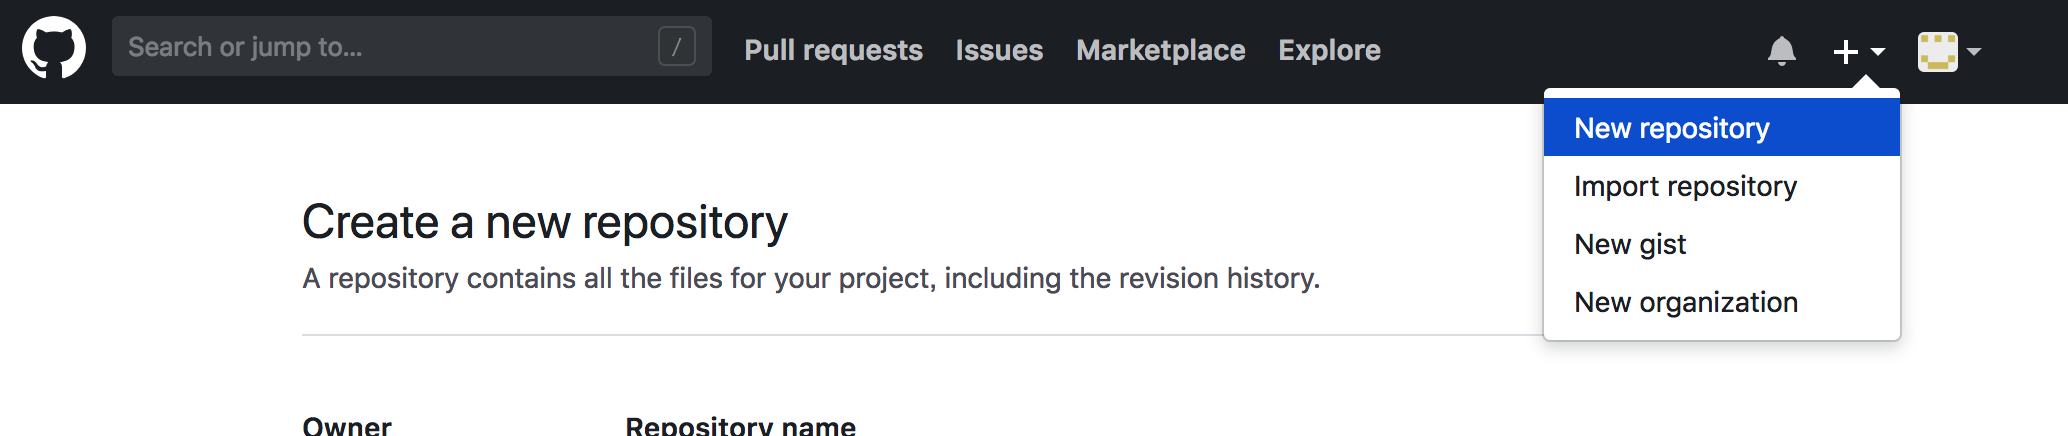 Search or jump to...
/
Pull requests
Issues
Marketplace
Explore
New repository
Import repository
New gist
New organization
Create a new repository
A repository contains all the files for your project, including the revision history.
Owner
Repository name